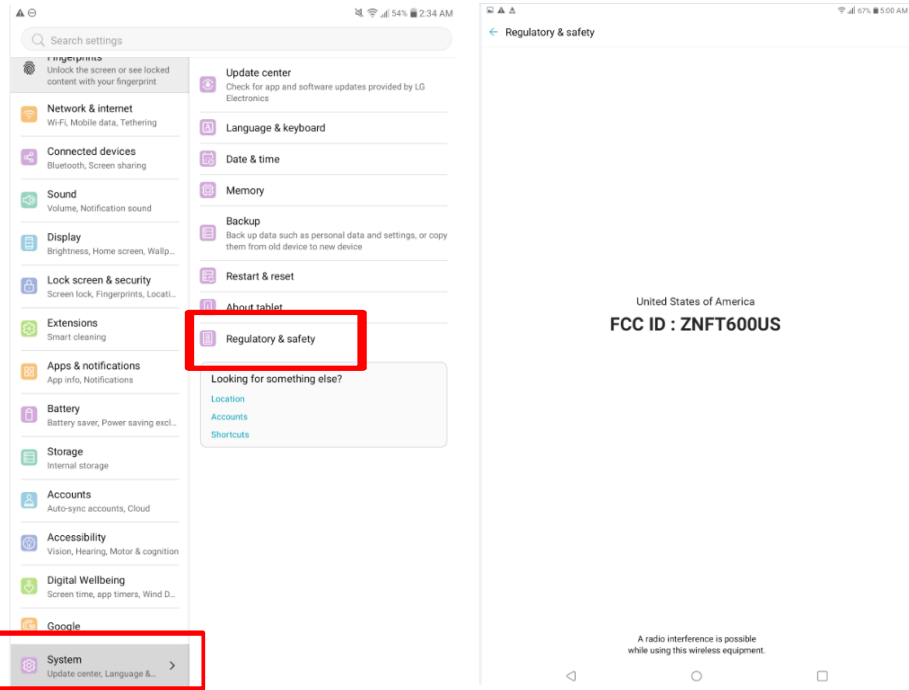 54% 2:34 AM
Search settings
Fingerprints
Unlock the screen or see locked
content with your fingerprint
Network & internet
Wi-Fi, Mobile data, Tethering
Connected devices
Bluetooth, Screen sharing
Sound
Volume, Notification sound
Display
Brightness, Home screen, Wallp...
Lock screen & security
Screen lock, Fingerprints, Locati...
Extensions
Smart cleaning
Apps & notifications
App info, Notifications
Battery
Battery saver, Power saving excl...
Storage
Internal storage
Accounts
Auto-sync accounts, Cloud
Accessibility
Vision, Hearing, Motor & cognition
Digital Wellbeing
Screen time, app timers, Wind D...
Google
System
Update center, Language &...
Update center
Check for app and software updates provided by LG
Electronics
Language & keyboard
Date & time
Memory
Backup
Back up data such as personal data and settings, or copy
them from old device to new device
Restart & reset
About tablet
Regulatory & safety
Looking for something else?
Location
Accounts
Shortcuts
67% 5:00 AM
Regulatory & safety
United States of America
FCC ID : ZNFT600US
A radio interference is possible
while using this wireless equipment.